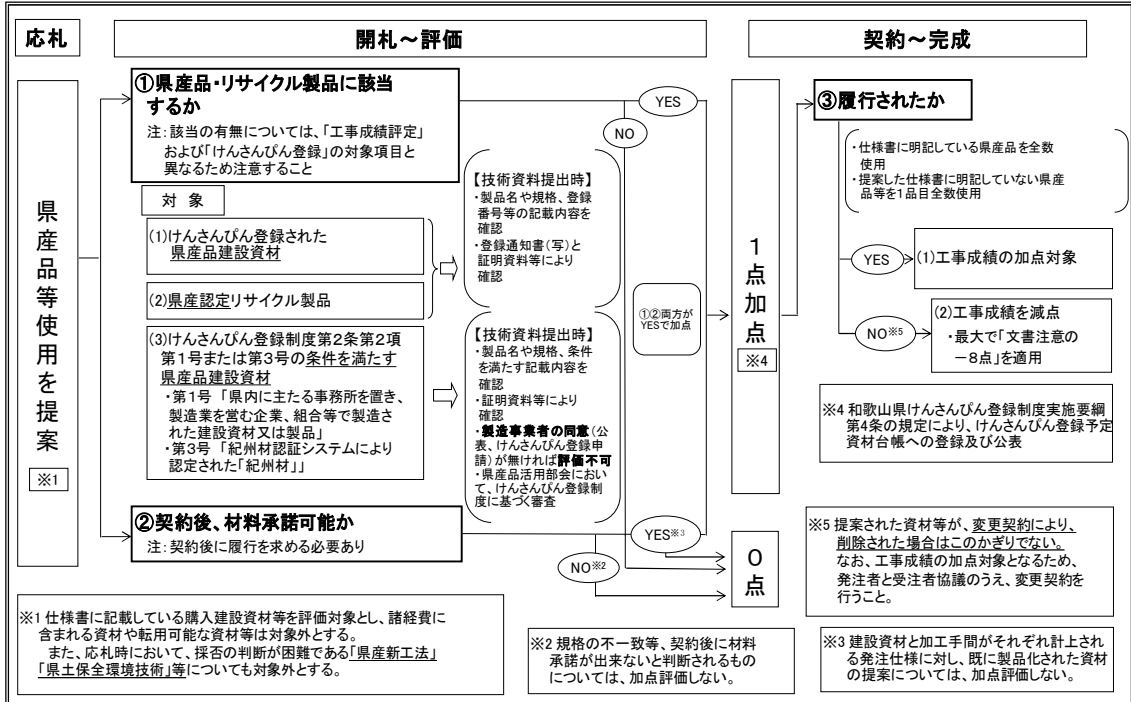 応札
開札～評価
契約～完成
県産品等使用を提案
※1
①県産品・リサイクル製品に該当
するか
注：該当の有無については、「工事成績評定」
および「けんさんぴん登録」の対象項目と
異なるため注意すること
対 象
(1)けんさんぴん登録された
県産品建設資材
(2)県産認定リサイクル製品
(3)けんさんぴん登録制度第2条第2項
第1号または第3号の条件を満たす
県産品建設資材
・第1号 「県内に主たる事務所を置き、
製造業を営む企業、組合等で製造さ
れた建設資材又は製品」
・第3号 「紀州材認証システムにより
認定された「紀州材」」
【技術資料提出時】
・製品名や規格、登録
番号等の記載内容を
確認
・登録通知書(写)と
証明資料等により
確認
【技術資料提出時】
・製品名や規格、条件
を満たす記載内容を
確認
・証明資料等により
確認
・製造事業者の同意(公
表、けんさんぴん登録申
請)が無ければ評価不可
・県産品活用部会におい
て、けんさんぴん登録制
度に基づく審査
②契約後、材料承諾可能か
注：契約後に履行を求める必要あり
YES
NO
①②両方が
YESで加点
YES※3
NO※2
1点加点
※4
0点
③履行されたか
・仕様書に明記している県産品を全数
使用
・提案した仕様書に明記していない県産
品等を1品目全数使用
YES
(1)工事成績の加点対象
NO※5
(2)工事成績を減点
・最大で「文書注意の
－8点」を適用
※4 和歌山県けんさんぴん登録制度実施要綱
第4条の規定により、けんさんぴん登録予定
資材台帳への登録及び公表
※5 提案された資材等が、変更契約により、
削除された場合はこのかぎりでない。
なお、工事成績の加点対象となるため、
発注者と受注者協議のうえ、変更契約を
行うこと。
※1 仕様書に記載している購入建設資材等を評価対象とし、諸経費に
含まれる資材や転用可能な資材等は対象外とする。
また、応札時において、採否の判断が困難である「県産新工法」
「県土保全環境技術」等についても対象外とする。
※2 規格の不一致等、契約後に材料
承諾が出来ないと判断されるもの
については、加点評価しない。
※3 建設資材と加工手間がそれぞれ計上され
る発注仕様に対し、既に製品化された資材
の提案については、加点評価しない。